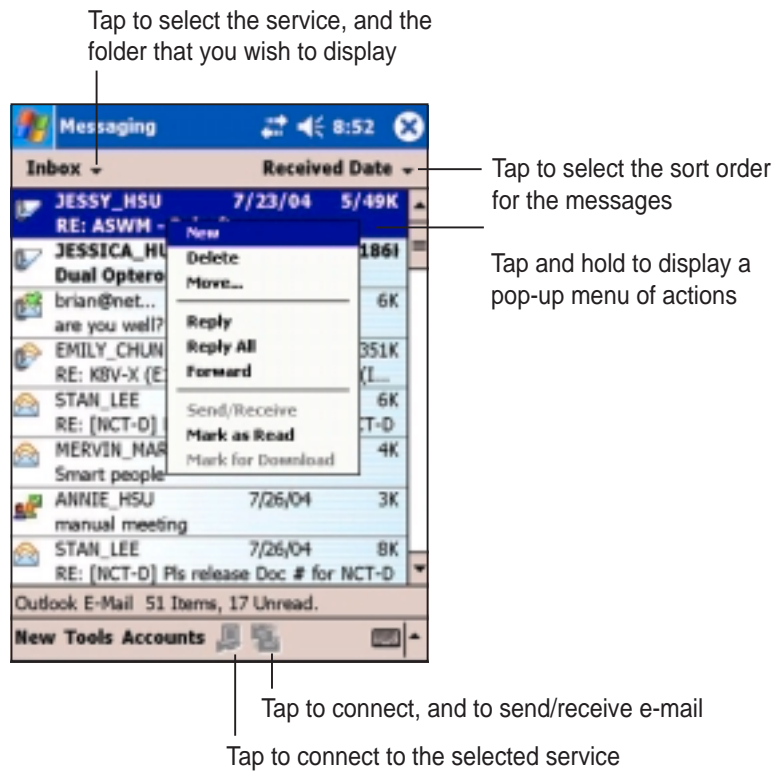 Tap to select the service, and the
folder that you wish to display
Messaging 8:52
Inbox Received Date
Tap to select the sort order
for the messages
JESSY_HSU 7/23/04 5/49K
RE: ASWM -
JESSICA_HU 186
Dual Optero
brian@net... 6K
are you well?
EMILY_CHUN 351K
RE: K8V-X (E (I...
STAN_LEE 6K
RE: [NCT-D] CT-D
MERVIN_MAR 4K
Smart people
ANNIE_HSU 7/26/04 3K
manual meeting
STAN_LEE 7/26/04 8K
RE: [NCT-D] Pls release Doc # for NCT-D
New
Delete
Move...
Reply
Reply All
Forward
Send/Receive
Mark as Read
Mark for Download
Tap and hold to display a
pop-up menu of actions
Outlook E-Mail 51 Items, 17 Unread.
New Tools Accounts
Tap to connect, and to send/receive e-mail
Tap to connect to the selected service